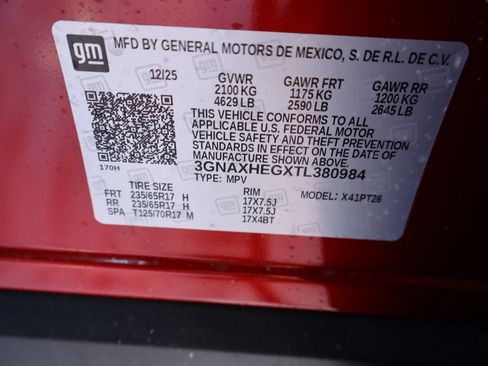 gm MFD BY GENERAL MOTORS DE MEXICO, S. DE R.L. DE C.V.
12/25 GVWR GAWR FRT GAWR RR
2100 KG 1175 KG 1200 KG
4629 LB 2590 LB 2645 LB
THIS VEHICLE CONFORMS TO ALL
APPLICABLE U.S. FEDERAL MOTOR
VEHICLE SAFETY AND THEFT PREVENTION
STANDARDS IN EFFECT ON THE DATE OF
MANUFACTURE SHOWN ABOVE.
170H 3GNAXHEGXTL380984
TYPE: MPV
TIRE SIZE RIM MODEL: X41PT26
FRT 235/65R17 H 17X7.5J
RR 235/65R17 H 17X7.5J
SPA T125/70R17 M 17X4BT